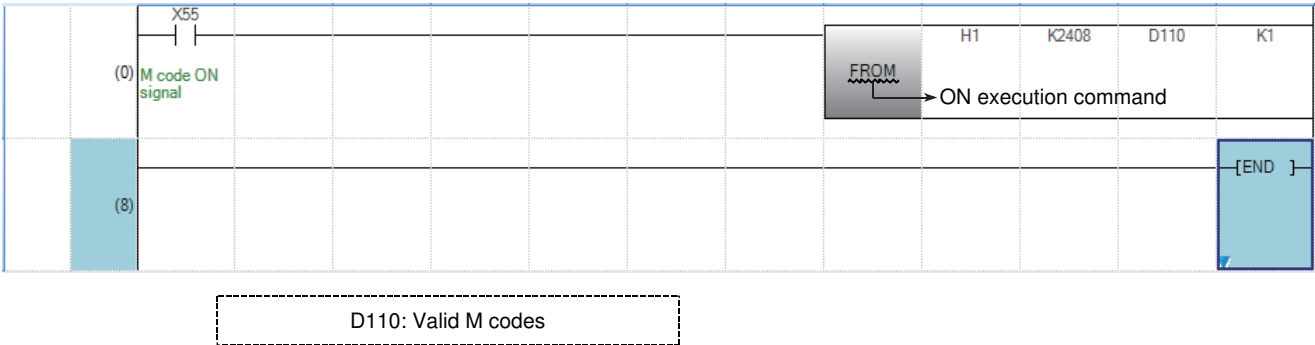 X55
H1 K2408 D110 K1
(0) M code ON
signal
FROM
ON execution command
(8)
[END ]
D110: Valid M codes